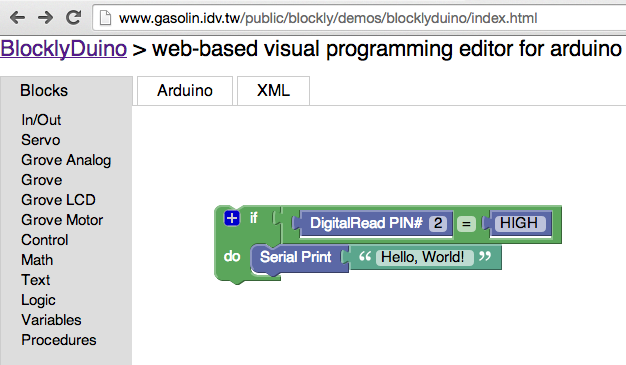 www.gasolin.idv.tw/public/blockly/demos/blocklyduino/index.html
BlocklyDuino > web-based visual programming editor for arduino
Blocks Arduino XML
In/Out
Servo
Grove Analog
Grove
Grove LCD
Grove Motor
Control
Math
Text
Logic
Variables
Procedures
if DigitalRead PIN# 2 = HIGH
do Serial Print “ Hello, World! ”